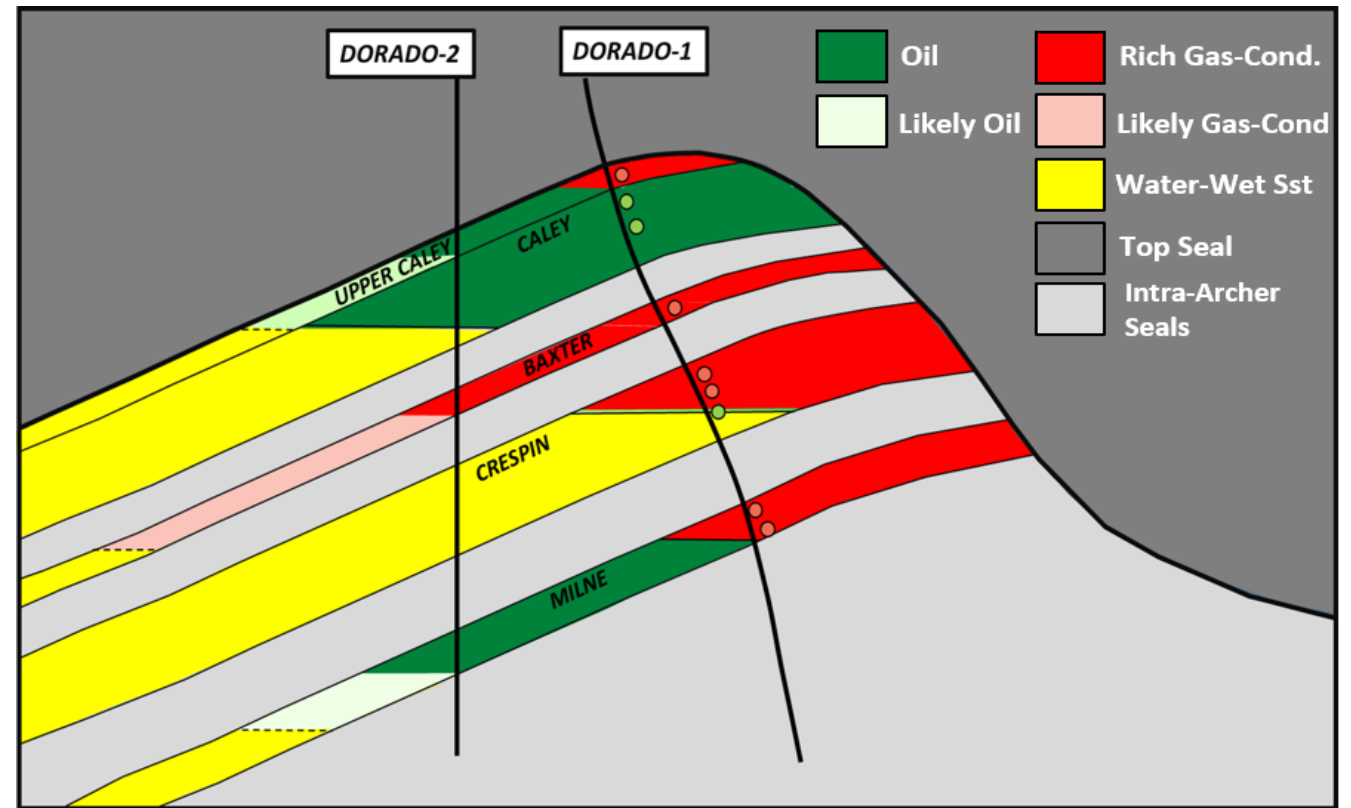 DORADO-2
DORADO-1
Oil
Rich Gas-Cond.
Likely Oil
Likely Gas-Cond
Water-Wet Sst
Top Seal
Intra-Archer
Seals
UPPER CALEY
CALEY
BAXTER
CRESPIN
MILNE